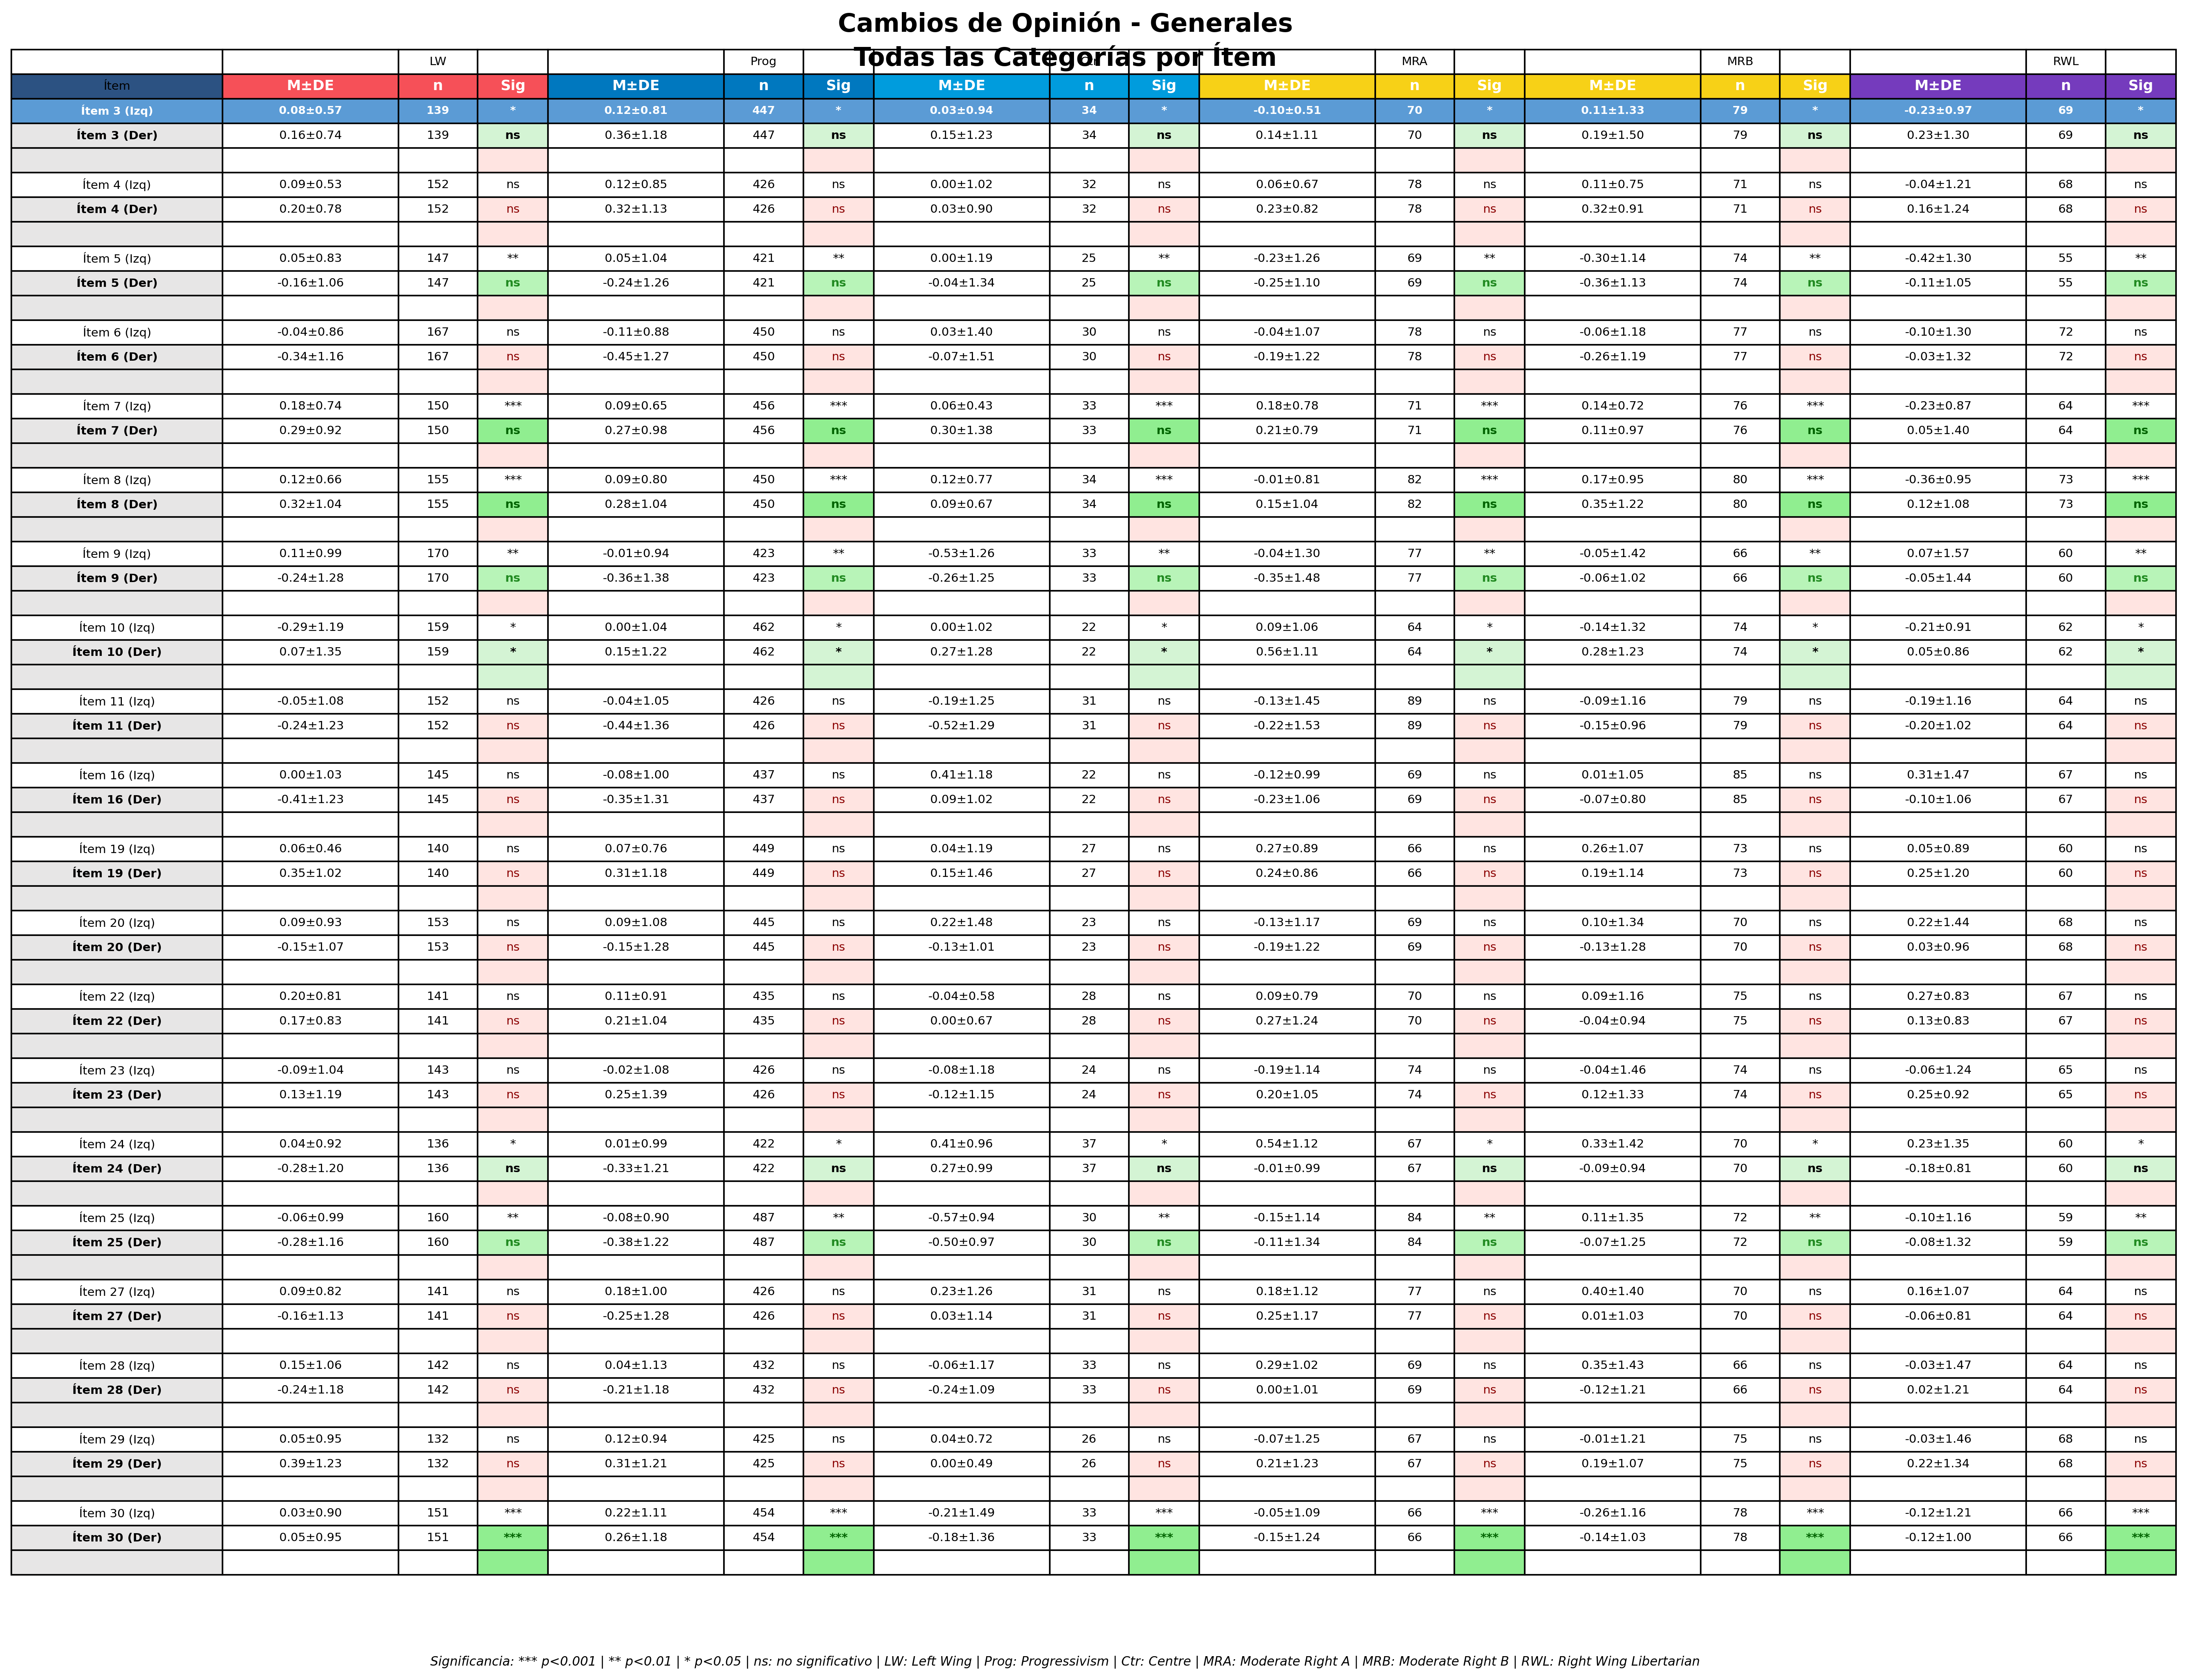 Cambios de Opinión - Generales
Todas las Categorías por Ítem
LW Prog MRA MRB RWL
Ítem M±DE n Sig M±DE n Sig M±DE n Sig M±DE n Sig M±DE n Sig M±DE n Sig
Ítem 3 (Izq) 0.08±0.57 139 * 0.12±0.81 447 * 0.03±0.94 34 * -0.10±0.51 70 * 0.11±1.33 79 * -0.23±0.97 69 *
Ítem 3 (Der) 0.16±0.74 139 ns 0.36±1.18 447 ns 0.15±1.23 34 ns 0.14±1.11 70 ns 0.19±1.50 79 ns 0.23±1.30 69 ns
Ítem 4 (Izq) 0.09±0.53 152 ns 0.12±0.85 426 ns 0.00±1.02 32 ns 0.06±0.67 78 ns 0.11±0.75 71 ns -0.04±1.21 68 ns
Ítem 4 (Der) 0.20±0.78 152 ns 0.32±1.13 426 ns 0.03±0.90 32 ns 0.23±0.82 78 ns 0.32±0.91 71 ns 0.16±1.24 68 ns
Ítem 5 (Izq) 0.05±0.83 147 ** 0.05±1.04 421 ** 0.00±1.19 25 ** -0.23±1.26 69 ** -0.30±1.14 74 ** -0.42±1.30 55 **
Ítem 5 (Der) -0.16±1.06 147 ns -0.24±1.26 421 ns -0.04±1.34 25 ns -0.25±1.10 69 ns -0.36±1.13 74 ns -0.11±1.05 55 ns
Ítem 6 (Izq) -0.04±0.86 167 ns -0.11±0.88 450 ns 0.03±1.40 30 ns -0.04±1.07 78 ns -0.06±1.18 77 ns -0.10±1.30 72 ns
Ítem 6 (Der) -0.34±1.16 167 ns -0.45±1.27 450 ns -0.07±1.51 30 ns -0.19±1.22 78 ns -0.26±1.19 77 ns -0.03±1.32 72 ns
Ítem 7 (Izq) 0.18±0.74 150 *** 0.09±0.65 456 *** 0.06±0.43 33 *** 0.18±0.78 71 *** 0.14±0.72 76 *** -0.23±0.87 64 ***
Ítem 7 (Der) 0.29±0.92 150 ns 0.27±0.98 456 ns 0.30±1.38 33 ns 0.21±0.79 71 ns 0.11±0.97 76 ns 0.05±1.40 64 ns
Ítem 8 (Izq) 0.12±0.66 155 *** 0.09±0.80 450 *** 0.12±0.77 34 *** -0.01±0.81 82 *** 0.17±0.95 80 *** -0.36±0.95 73 ***
Ítem 8 (Der) 0.32±1.04 155 ns 0.28±1.04 450 ns 0.09±0.67 34 ns 0.15±1.04 82 ns 0.35±1.22 80 ns 0.12±1.08 73 ns
Ítem 9 (Izq) 0.11±0.99 170 ** -0.01±0.94 423 ** -0.53±1.26 33 ** -0.04±1.30 77 ** -0.05±1.42 66 ** 0.07±1.57 60 **
Ítem 9 (Der) -0.24±1.28 170 ns -0.36±1.38 423 ns -0.26±1.25 33 ns -0.35±1.48 77 ns -0.06±1.02 66 ns -0.05±1.44 60 ns
Ítem 10 (Izq) -0.29±1.19 159 * 0.00±1.04 462 * 0.00±1.02 22 * 0.09±1.06 64 * -0.14±1.32 74 * -0.21±0.91 62 *
Ítem 10 (Der) 0.07±1.35 159 * 0.15±1.22 462 * 0.27±1.28 22 * 0.56±1.11 64 * 0.28±1.23 74 * 0.05±0.86 62 *
Ítem 11 (Izq) -0.05±1.08 152 ns -0.04±1.05 426 ns -0.19±1.25 31 ns -0.13±1.45 89 ns -0.09±1.16 79 ns -0.19±1.16 64 ns
Ítem 11 (Der) -0.24±1.23 152 ns -0.44±1.36 426 ns -0.52±1.29 31 ns -0.22±1.53 89 ns -0.15±0.96 79 ns -0.20±1.02 64 ns
Ítem 16 (Izq) 0.00±1.03 145 ns -0.08±1.00 437 ns 0.41±1.18 22 ns -0.12±0.99 69 ns 0.01±1.05 85 ns 0.31±1.47 67 ns
Ítem 16 (Der) -0.41±1.23 145 ns -0.35±1.31 437 ns 0.09±1.02 22 ns -0.23±1.06 69 ns -0.07±0.80 85 ns -0.10±1.06 67 ns
Ítem 19 (Izq) 0.06±0.46 140 ns 0.07±0.76 449 ns 0.04±1.19 27 ns 0.27±0.89 66 ns 0.26±1.07 73 ns 0.05±0.89 60 ns
Ítem 19 (Der) 0.35±1.02 140 ns 0.31±1.18 449 ns 0.15±1.46 27 ns 0.24±0.86 66 ns 0.19±1.14 73 ns 0.25±1.20 60 ns
Ítem 20 (Izq) 0.09±0.93 153 ns 0.09±1.08 445 ns 0.22±1.48 23 ns -0.13±1.17 69 ns 0.10±1.34 70 ns 0.22±1.44 68 ns
Ítem 20 (Der) -0.15±1.07 153 ns -0.15±1.28 445 ns -0.13±1.01 23 ns -0.19±1.22 69 ns -0.13±1.28 70 ns 0.03±0.96 68 ns
Ítem 22 (Izq) 0.20±0.81 141 ns 0.11±0.91 435 ns -0.04±0.58 28 ns 0.09±0.79 70 ns 0.09±1.16 75 ns 0.27±0.83 67 ns
Ítem 22 (Der) 0.17±0.83 141 ns 0.21±1.04 435 ns 0.00±0.67 28 ns 0.27±1.24 70 ns -0.04±0.94 75 ns 0.13±0.83 67 ns
Ítem 23 (Izq) -0.09±1.04 143 ns -0.02±1.08 426 ns -0.08±1.18 24 ns -0.19±1.14 74 ns -0.04±1.46 74 ns -0.06±1.24 65 ns
Ítem 23 (Der) 0.13±1.19 143 ns 0.25±1.39 426 ns -0.12±1.15 24 ns 0.20±1.05 74 ns 0.12±1.33 74 ns 0.25±0.92 65 ns
Ítem 24 (Izq) 0.04±0.92 136 * 0.01±0.99 422 * 0.41±0.96 37 * 0.54±1.12 67 * 0.33±1.42 70 * 0.23±1.35 60 *
Ítem 24 (Der) -0.28±1.20 136 ns -0.33±1.21 422 ns 0.27±0.99 37 ns -0.01±0.99 67 ns -0.09±0.94 70 ns -0.18±0.81 60 ns
Ítem 25 (Izq) -0.06±0.99 160 ** -0.08±0.90 487 ** -0.57±0.94 30 ** -0.15±1.14 84 ** 0.11±1.35 72 ** -0.10±1.16 59 **
Ítem 25 (Der) -0.28±1.16 160 ns -0.38±1.22 487 ns -0.50±0.97 30 ns -0.11±1.34 84 ns -0.07±1.25 72 ns -0.08±1.32 59 ns
Ítem 27 (Izq) 0.09±0.82 141 ns 0.18±1.00 426 ns 0.23±1.26 31 ns 0.18±1.12 77 ns 0.40±1.40 70 ns 0.16±1.07 64 ns
Ítem 27 (Der) -0.16±1.13 141 ns -0.25±1.28 426 ns 0.03±1.14 31 ns 0.25±1.17 77 ns 0.01±1.03 70 ns -0.06±0.81 64 ns
Ítem 28 (Izq) 0.15±1.06 142 ns 0.04±1.13 432 ns -0.06±1.17 33 ns 0.29±1.02 69 ns 0.35±1.43 66 ns -0.03±1.47 64 ns
Ítem 28 (Der) -0.24±1.18 142 ns -0.21±1.18 432 ns -0.24±1.09 33 ns 0.00±1.01 69 ns -0.12±1.21 66 ns 0.02±1.21 64 ns
Ítem 29 (Izq) 0.05±0.95 132 ns 0.12±0.94 425 ns 0.04±0.72 26 ns -0.07±1.25 67 ns -0.01±1.21 75 ns -0.03±1.46 68 ns
Ítem 29 (Der) 0.39±1.23 132 ns 0.31±1.21 425 ns 0.00±0.49 26 ns 0.21±1.23 67 ns 0.19±1.07 75 ns 0.22±1.34 68 ns
Ítem 30 (Izq) 0.03±0.90 151 *** 0.22±1.11 454 *** -0.21±1.49 33 *** -0.05±1.09 66 *** -0.26±1.16 78 *** -0.12±1.21 66 ***
Ítem 30 (Der) 0.05±0.95 151 *** 0.26±1.18 454 *** -0.18±1.36 33 *** -0.15±1.24 66 *** -0.14±1.03 78 *** -0.12±1.00 66 ***
Significancia: *** p<0.001 | ** p<0.01 | * p<0.05 | ns: no significativo | LW: Left Wing | Prog: Progressivism | Ctr: Centre | MRA: Moderate Right A | MRB: Moderate Right B | RWL: Right Wing Libertarian